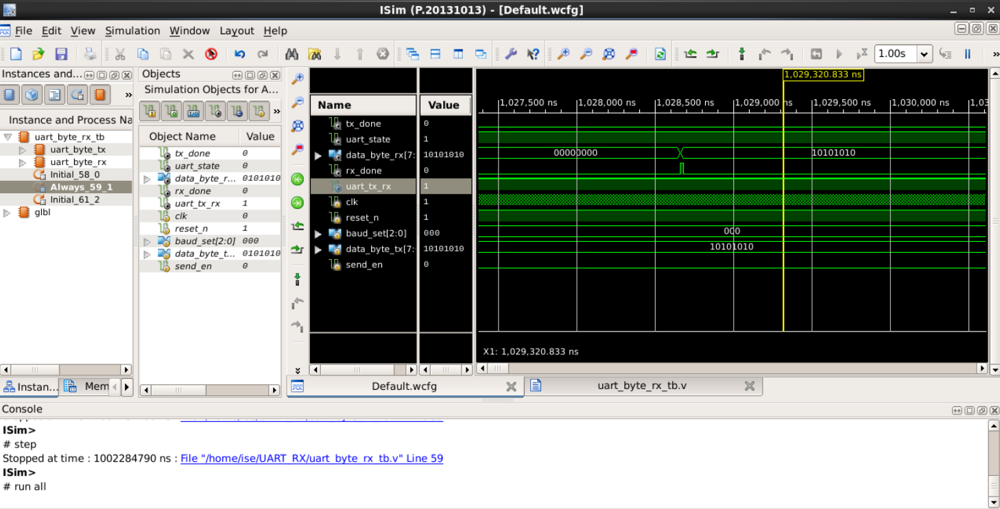 ISim (P.20131013) - [Default.wcfg]
File Edit View Simulation Window Layout Help
1.00s
Instances and...
Instance and Process Na
uart_byte_rx_tb
uart_byte_tx
uart_byte_rx
Initial_58_0
Always_59_1
Initial_61_2
glbl
Instan...
Mem
Objects
Simulation Objects for A...
Object Name Value
tx_done 0
uart_state 0
data_byte_r... 0101010
rx_done 0
uart_tx_rx 1
clk 0
reset_n 1
baud_set[2:0] 000
data_byte_t... 0101010
send_en 0
Name Value
tx_done 0
uart_state 1
data_byte_rx[7: 10101010
rx_done 0
uart_tx_rx 1
clk 1
reset_n 1
baud_set[2:0] 000
data_byte_tx[7: 10101010
send_en 0
1,029,320.833 ns
1,027,500 ns 1,028,000 ns 1,028,500 ns 1,029,000 ns 1,029,500 ns 1,030,000 ns 1,03
00000000 10101010
000
10101010
X1: 1,029,320.833 ns
Default.wcfg
uart_byte_rx_tb.v
Console
ISim>
# step
Stopped at time : 1002284790 ns : File "/home/ise/UART_RX/uart_byte_rx_tb.v" Line 59
ISim>
# run all